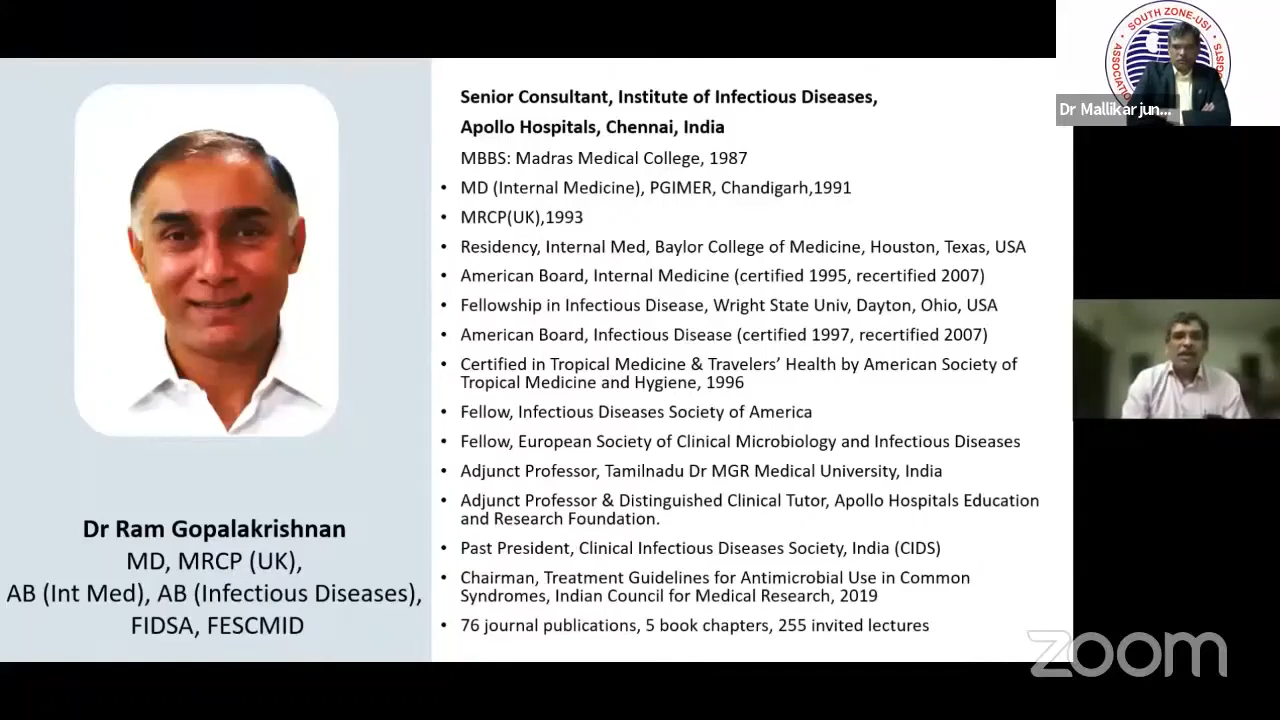 SOUTH ZONE-USI
Dr Mallikarjun...
Senior Consultant, Institute of Infectious Diseases,
Apollo Hospitals, Chennai, India
MBBS: Madras Medical College, 1987
• MD (Internal Medicine), PGIMER, Chandigarh,1991
• MRCP(UK),1993
• Residency, Internal Med, Baylor College of Medicine, Houston, Texas, USA
• American Board, Internal Medicine (certified 1995, recertified 2007)
• Fellowship in Infectious Disease, Wright State Univ, Dayton, Ohio, USA
• American Board, Infectious Disease (certified 1997, recertified 2007)
• Certified in Tropical Medicine & Travelers’ Health by American Society of
Tropical Medicine and Hygiene, 1996
• Fellow, Infectious Diseases Society of America
• Fellow, European Society of Clinical Microbiology and Infectious Diseases
• Adjunct Professor, Tamilnadu Dr MGR Medical University, India
• Adjunct Professor & Distinguished Clinical Tutor, Apollo Hospitals Education
and Research Foundation.
• Past President, Clinical Infectious Diseases Society, India (CIDS)
• Chairman, Treatment Guidelines for Antimicrobial Use in Common
Syndromes, Indian Council for Medical Research, 2019
• 76 journal publications, 5 book chapters, 255 invited lectures
Dr Ram Gopalakrishnan
MD, MRCP (UK),
AB (Int Med), AB (Infectious Diseases),
FIDSA, FESCMID
zoom